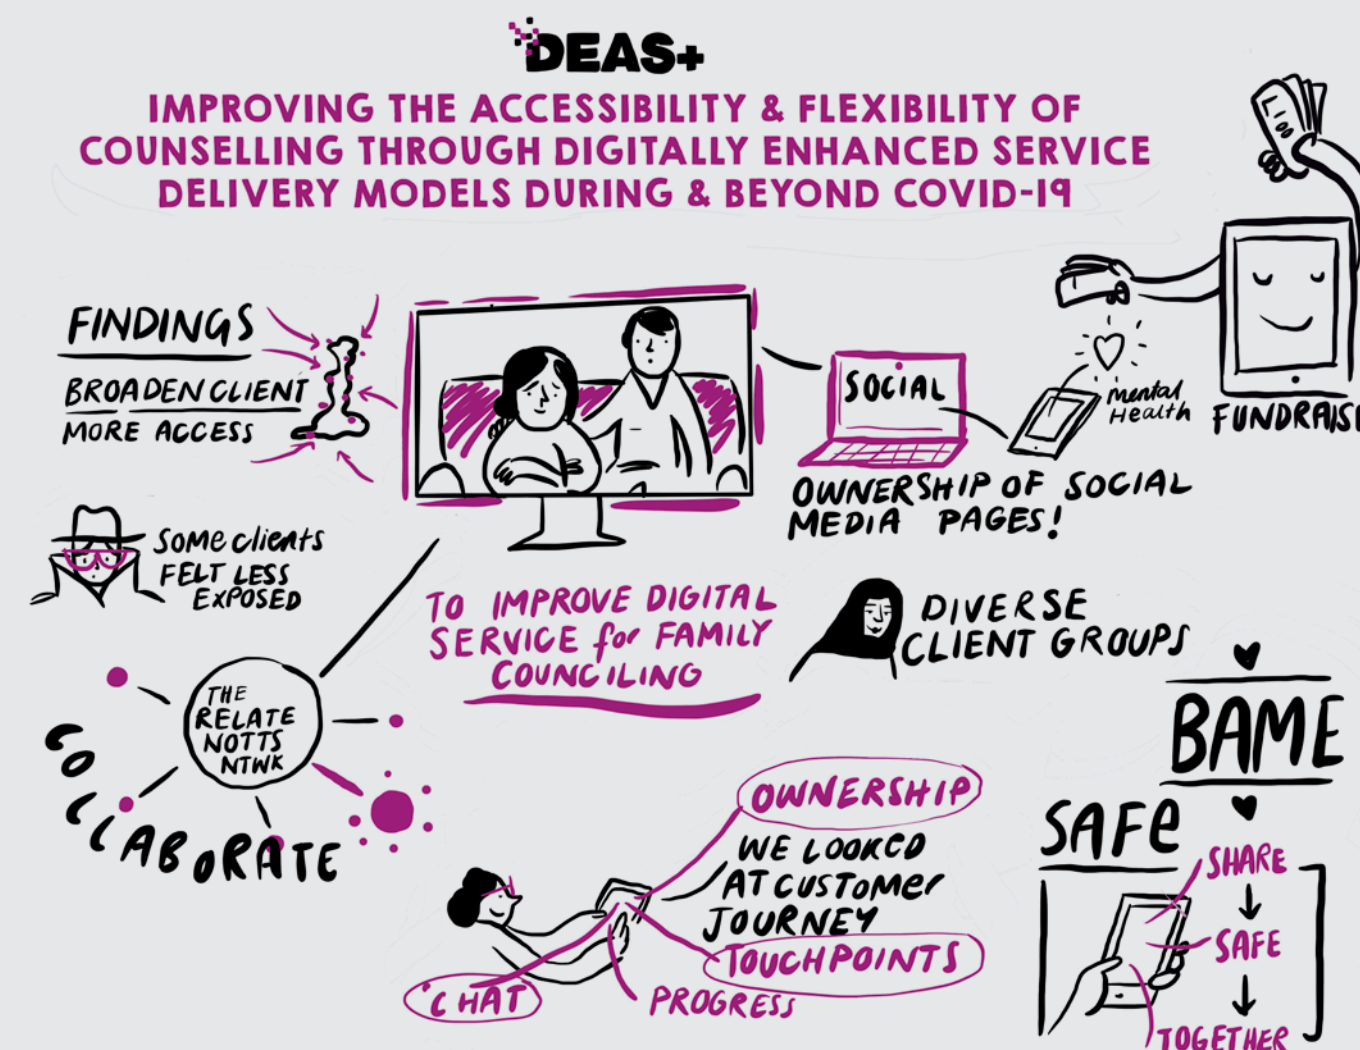 DEAS+
IMPROVING THE ACCESSIBILITY & FLEXIBILITY OF
COUNSELLING THROUGH DIGITALLY ENHANCED SERVICE
DELIVERY MODELS DURING & BEYOND COVID-19
FINDINGS
BROADEN CLIENT
MORE ACCESS
SOCIAL
mental
Health
FUNDRAISE
OWNERSHIP OF SOCIAL
MEDIA PAGES!
Some clients
FELT LESS
EXPOSED
TO IMPROVE DIGITAL
SERVICE for FAMILY
COUNCILING
DIVERSE
CLIENT GROUPS
THE
RELATE
NOTTS
NTWK
COLLABORATE
BAME
OWNERSHIP
WE LOOKED
AT CUSTOMER
JOURNEY
TOUCHPOINTS
'CHAT
PROGRESS
SAFE
SHARE
SAFE
TOGETHER